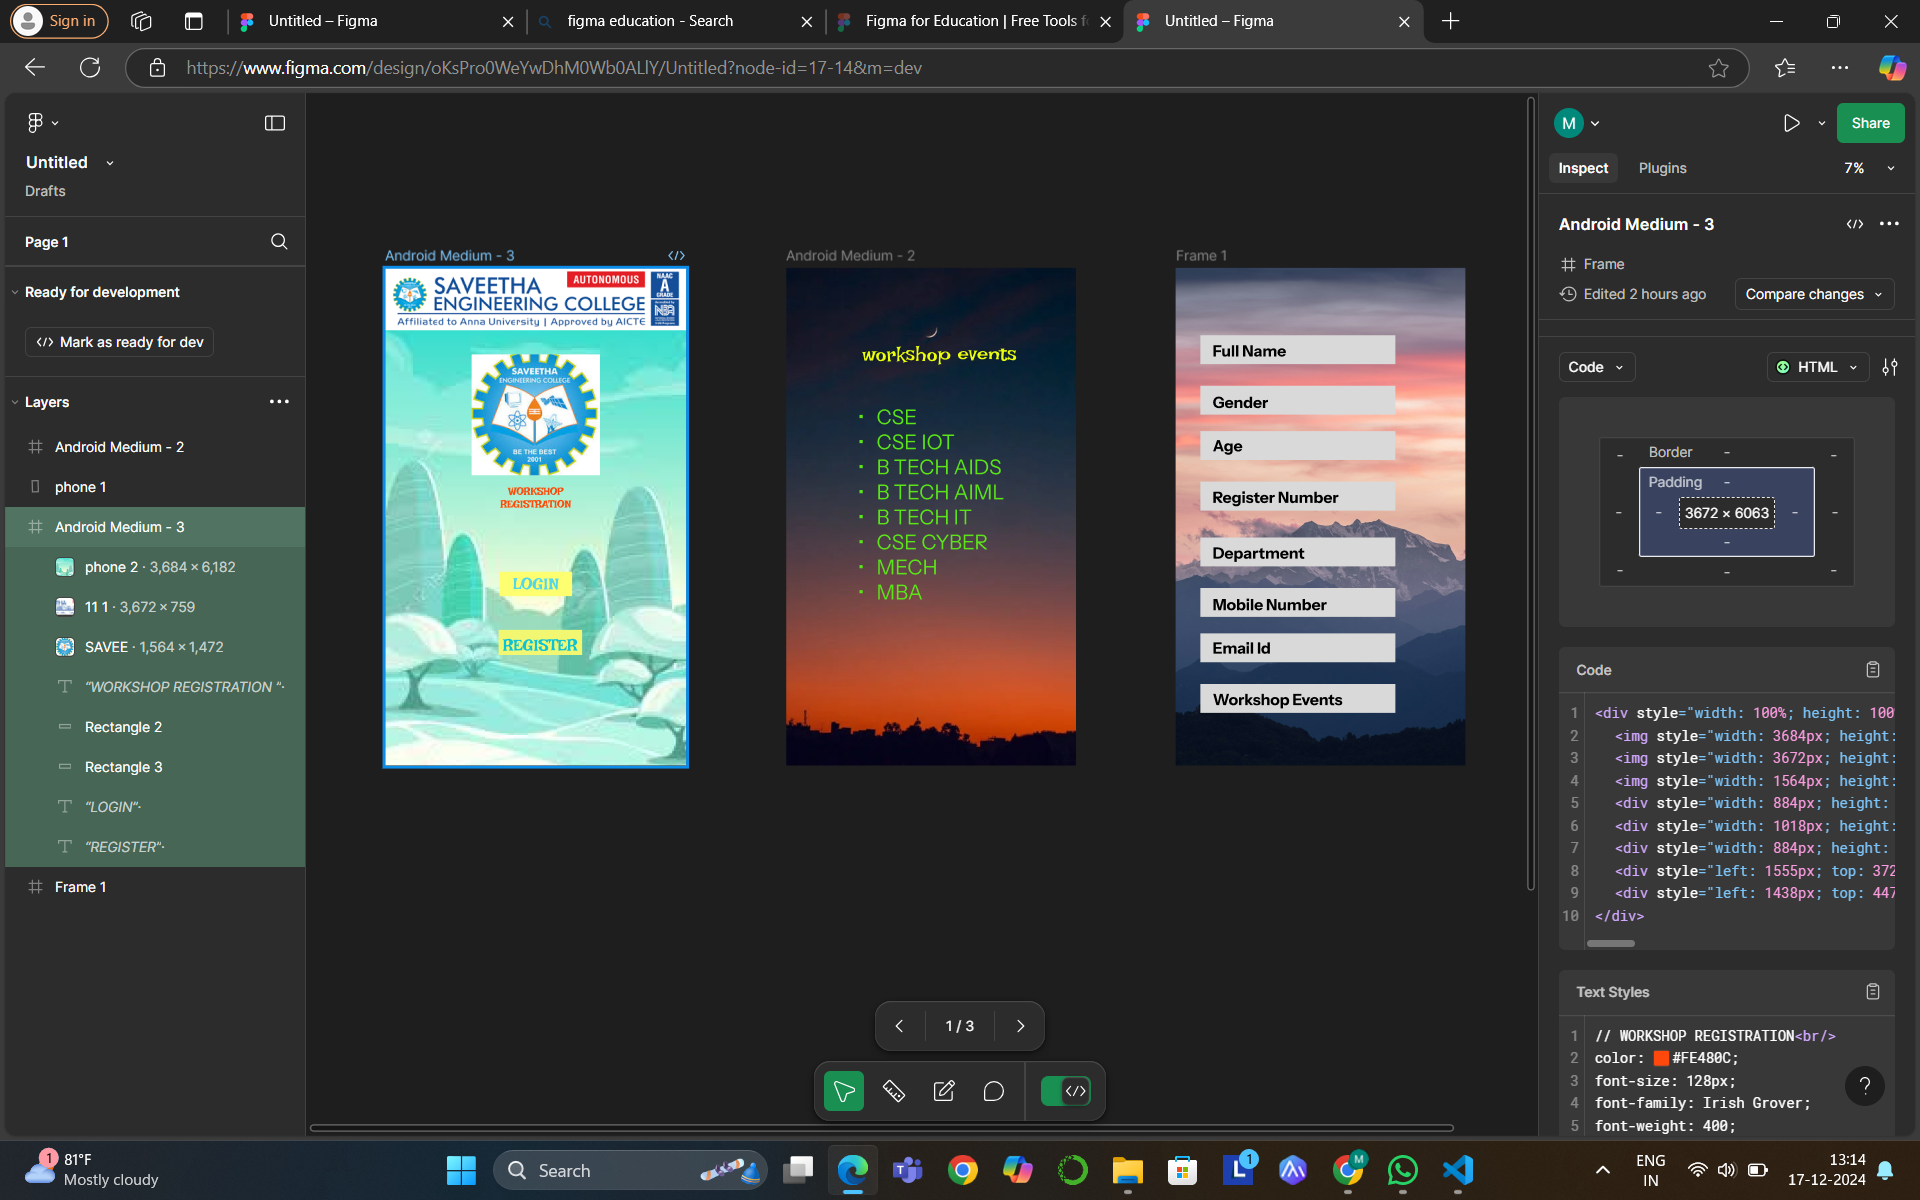 Sign in
Untitled – Figma
figma education - Search
Figma for Education | Free Tools f
Untitled – Figma
https://www.figma.com/design/oKsPro0WeYwDhM0Wb0ALlY/Untitled?node-id=17-14&m=dev
Untitled
Drafts
Page 1
Ready for development
Mark as ready for dev
Layers
Android Medium - 2
phone 1
Android Medium - 3
phone 2 · 3,684 × 6,182
11 1 · 3,672 × 759
SAVEE · 1,564 × 1,472
“WORKSHOP REGISTRATION ”·
Rectangle 2
Rectangle 3
“LOGIN”·
“REGISTER”·
Frame 1
Android Medium - 3
</>
SAVEETHA
AUTONOMOUS
NAAC
A
GRADE
ENGINEERING COLLEGE
NBA
Affiliated to Anna University | Approved by AICTE
SAVEETHA
ENGINEERING COLLEGE
BE THE BEST
2001
WORKSHOP
REGISTRATION
LOGIN
REGISTER
Android Medium - 2
workshop events
• CSE
• CSE IOT
• B TECH AIDS
• B TECH AIML
• B TECH IT
• CSE CYBER
• MECH
• MBA
Frame 1
Full Name
Gender
Age
Register Number
Department
Mobile Number
Email Id
Workshop Events
1 / 3
</>
M
Share
Inspect
Plugins
7%
Android Medium - 3
</>
Frame
Edited 2 hours ago
Compare changes
Code
HTML
Border
Padding
3672 × 6063
Code
1 <div style="width: 100%; height: 100
2 <img style="width: 3684px; height:
3 <img style="width: 3672px; height:
4 <img style="width: 1564px; height:
5 <div style="width: 884px; height:
6 <div style="width: 1018px; height:
7 <div style="width: 884px; height:
8 <div style="left: 1555px; top: 372
9 <div style="left: 1438px; top: 447
10 </div>
Text Styles
1 // WORKSHOP REGISTRATION<br/>
2 color: #FE480C;
3 font-size: 128px;
4 font-family: Irish Grover;
5 font-weight: 400;
?
1
81°F
Mostly cloudy
Search
L
1
M
ENG
IN
13:14
17-12-2024